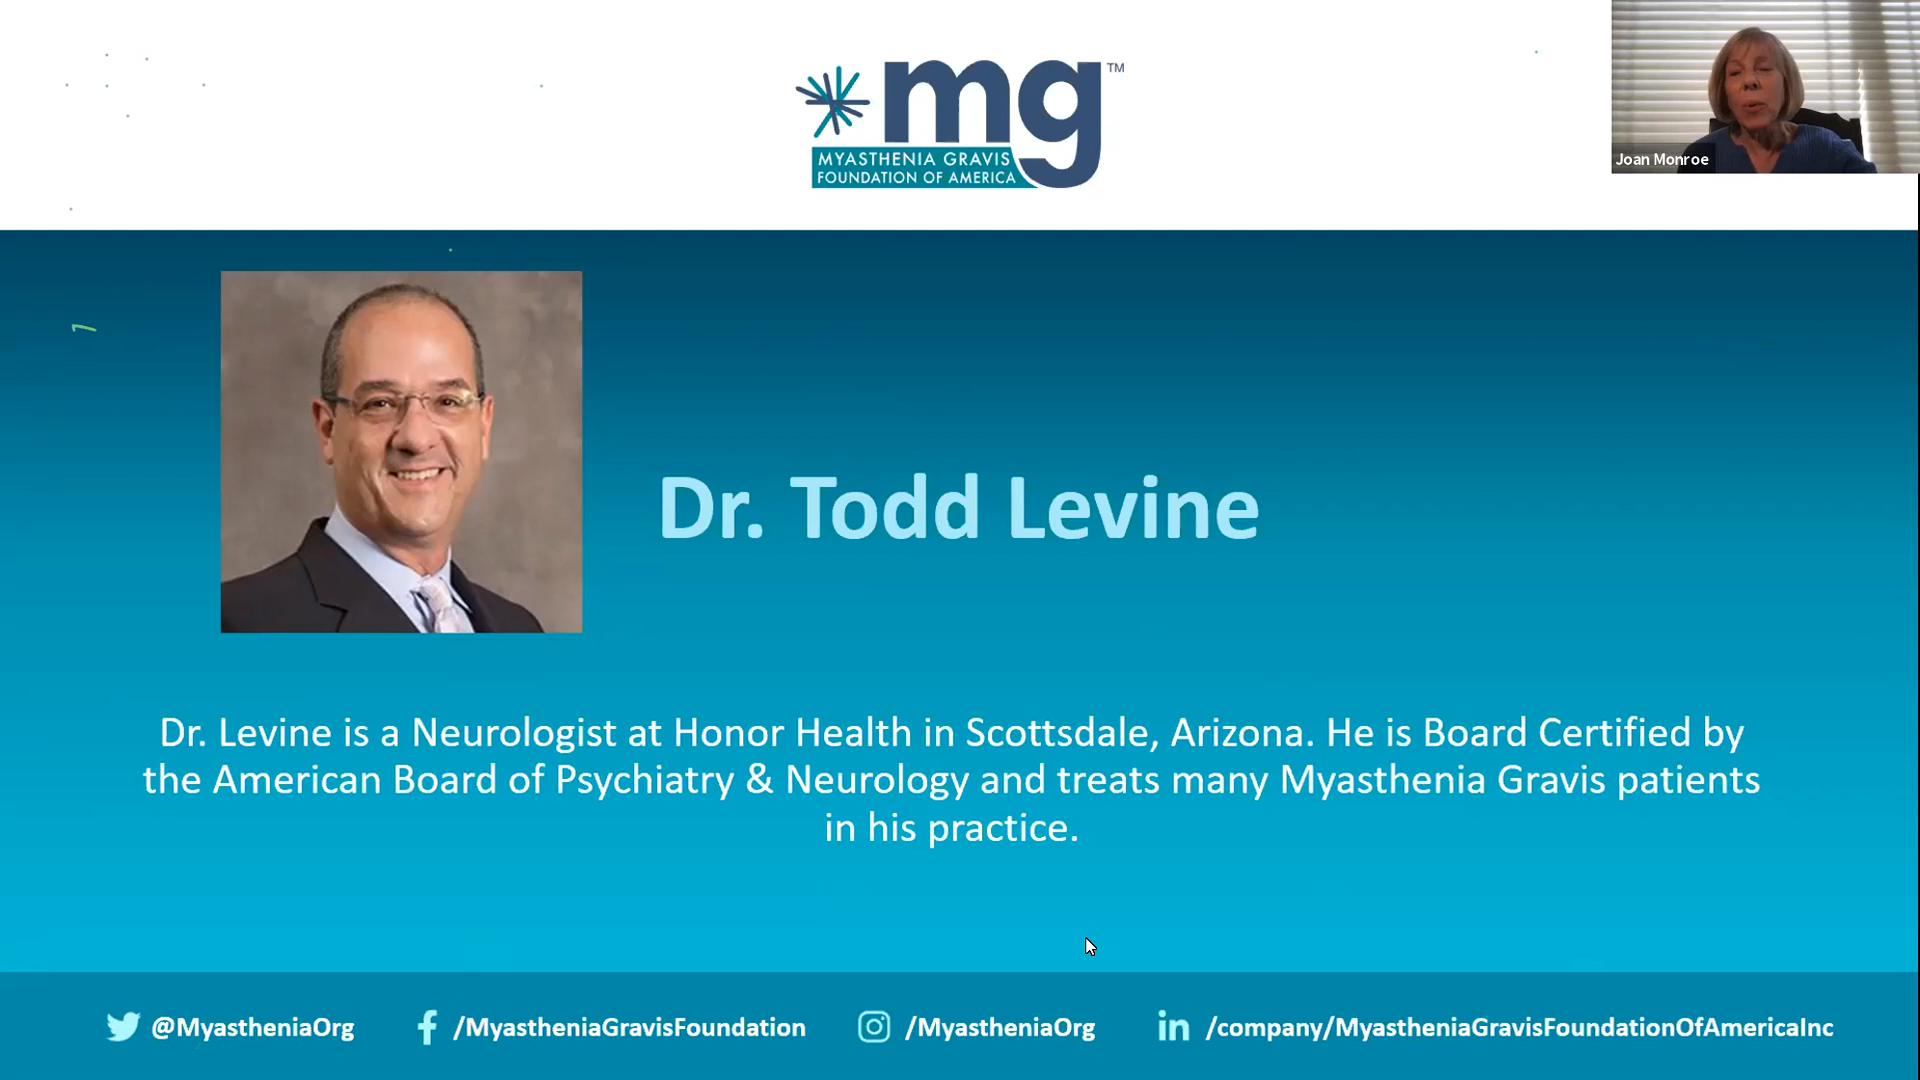 mg™
MYASTHENIA GRAVIS
FOUNDATION OF AMERICA
Joan Monroe
Dr. Todd Levine
Dr. Levine is a Neurologist at Honor Health in Scottsdale, Arizona. He is Board Certified by
the American Board of Psychiatry & Neurology and treats many Myasthenia Gravis patients
in his practice.
@MyastheniaOrg
/MyastheniaGravisFoundation
/MyastheniaOrg
in /company/MyastheniaGravisFoundationOfAmericaInc